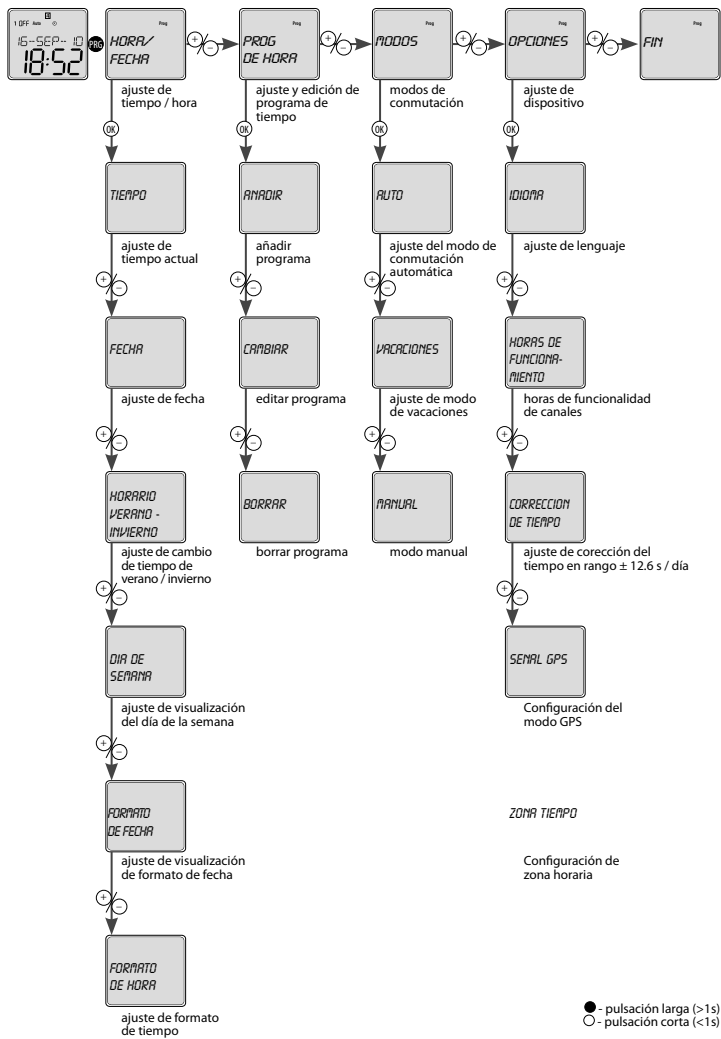 1 OFF Auto
16--SEP-- 10
18:52
PRG
Prog
HORA/
FECHA
ajuste de
tiempo / hora
+/−
Prog
PROG
DE HORA
ajuste y edición de
programa de
tiempo
+/−
Prog
MODOS
modos de
conmutación
+/−
Prog
OPCIONES
ajuste de
dispositivo
+/−
Prog
FIN
OK
OK
OK
OK
TIEMPO
ajuste de
tiempo actual
ANADIR
añadir
programa
AUTO
ajuste del modo de
conmutación
automática
IDIOMA
ajuste de lenguaje
+/−
+/−
+/−
+/−
FECHA
ajuste de fecha
CAMBIAR
editar programa
VACACIONES
ajuste de modo
de vacaciones
HORAS DE
FUNCIONA-
MIENTO
horas de funcionalidad
de canales
+/−
+/−
+/−
+/−
HORARIO
VERANO -
INVIERNO
ajuste de cambio
de tiempo de
verano / invierno
BORRAR
borrar programa
MANUAL
modo manual
CORRECCION
DE TIEMPO
ajuste de corección del
tiempo en rango ± 12.6 s / día
+/−
+/−
DIA DE
SEMANA
ajuste de visualización
del día de la semana
SENAL GPS
Configuración del
modo GPS
+/−
FORMATO
DE FECHA
ajuste de visualización
de formato de fecha
ZONA TIEMPO
Configuración de
zona horaria
+/−
FORMATO
DE HORA
ajuste de formato
de tiempo
- pulsación larga (>1s)
- pulsación corta (<1s)